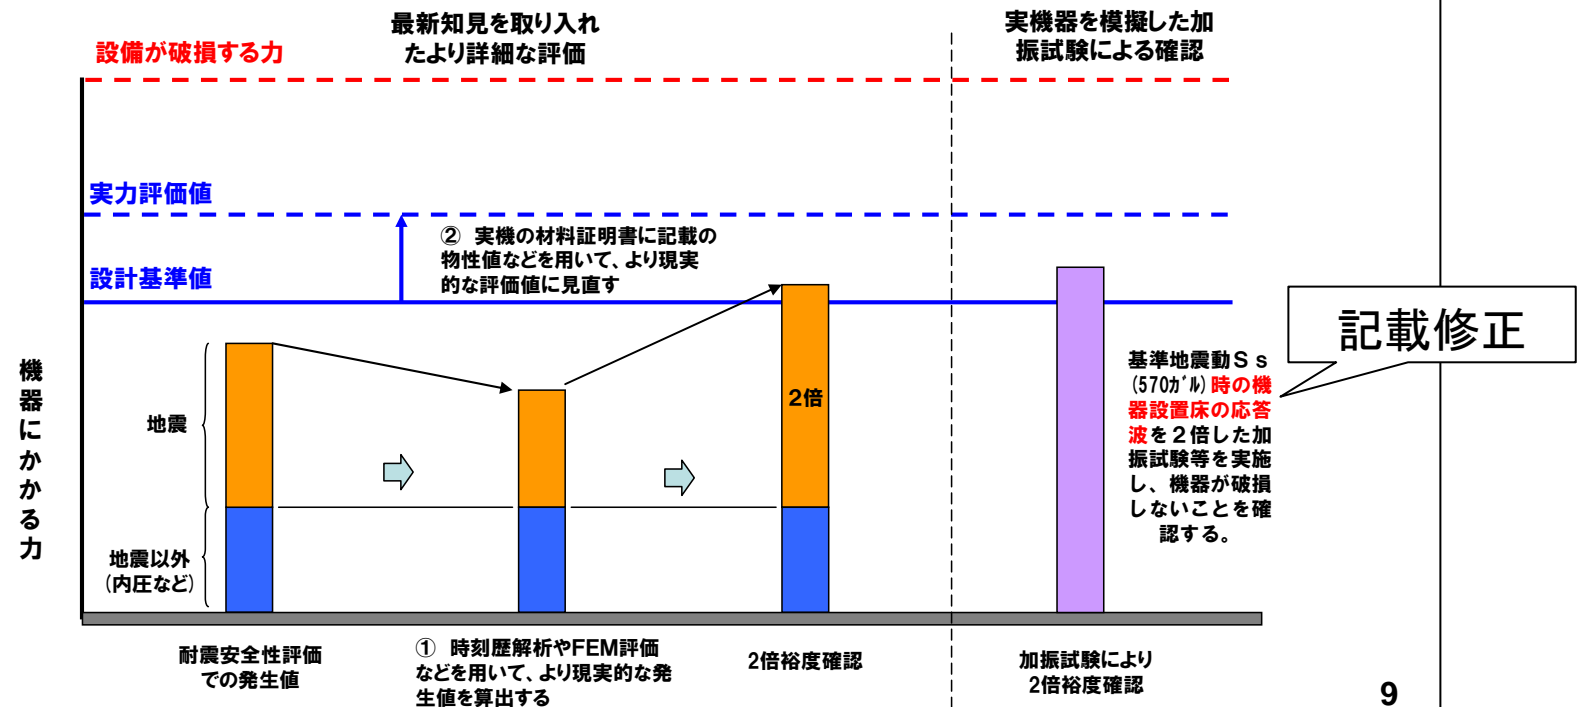 最新知見を取り入れ
たより詳細な評価
実機器を模擬した加
振試験による確認
設備が破損する力
実力評価値
② 実機の材料証明書に記載の
物性値などを用いて、より現実
的な評価値に見直す
設計基準値
記載修正
機器にかかる力
地震
2倍
基準地震動Ｓｓ
(570ｶﾞﾙ)時の機
器設置床の応答
波を２倍した加
振試験等を実施
し、機器が破損
しないことを確
認する。
地震以外
(内圧など)
耐震安全性評価
での発生値
① 時刻歴解析やFEM評価
などを用いて、より現実的な発
生値を算出する
2倍裕度確認
加振試験により
2倍裕度確認
9